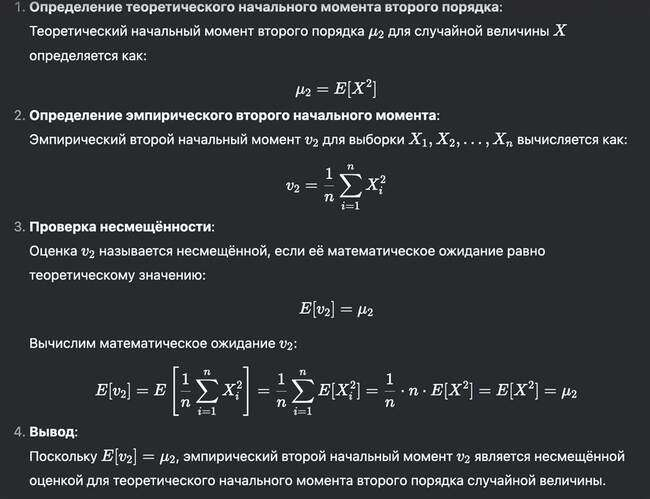 1. Определение теоретического начального момента второго порядка:
Теоретический начальный момент второго порядка μ₂ для случайной величины X
определяется как:
μ₂ = E[X²]
2. Определение эмпирического второго начального момента:
Эмпирический второй начальный момент v₂ для выборки X₁, X₂, . . . , Xₙ вычисляется как:
v₂ = 1/n ∑ᵢ₌₁ⁿ Xᵢ²
3. Проверка несмещённости:
Оценка v₂ называется несмещённой, если её математическое ожидание равно
теоретическому значению:
E[v₂] = μ₂
Вычислим математическое ожидание v₂:
E[v₂] = E [1/n ∑ᵢ₌₁ⁿ Xᵢ²] = 1/n ∑ᵢ₌₁ⁿ E[Xᵢ²] = 1/n · n · E[X²] = E[X²] = μ₂
4. Вывод:
Поскольку E[v₂] = μ₂, эмпирический второй начальный момент v₂ является несмещённой
оценкой для теоретического начального момента второго порядка случайной величины.